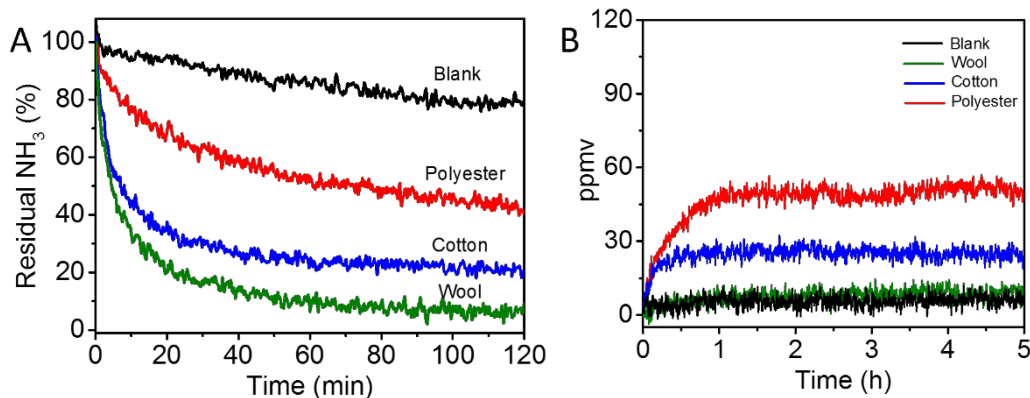 A
Residual NH3 (%)
100
80
60
40
20
0
Blank
Polyester
Cotton
Wool
0 20 40 60 80 100 120
Time (min)
B
ppmv
120
90
60
30
0
Blank
Wool
Cotton
Polyester
0 1 2 3 4 5
Time (h)